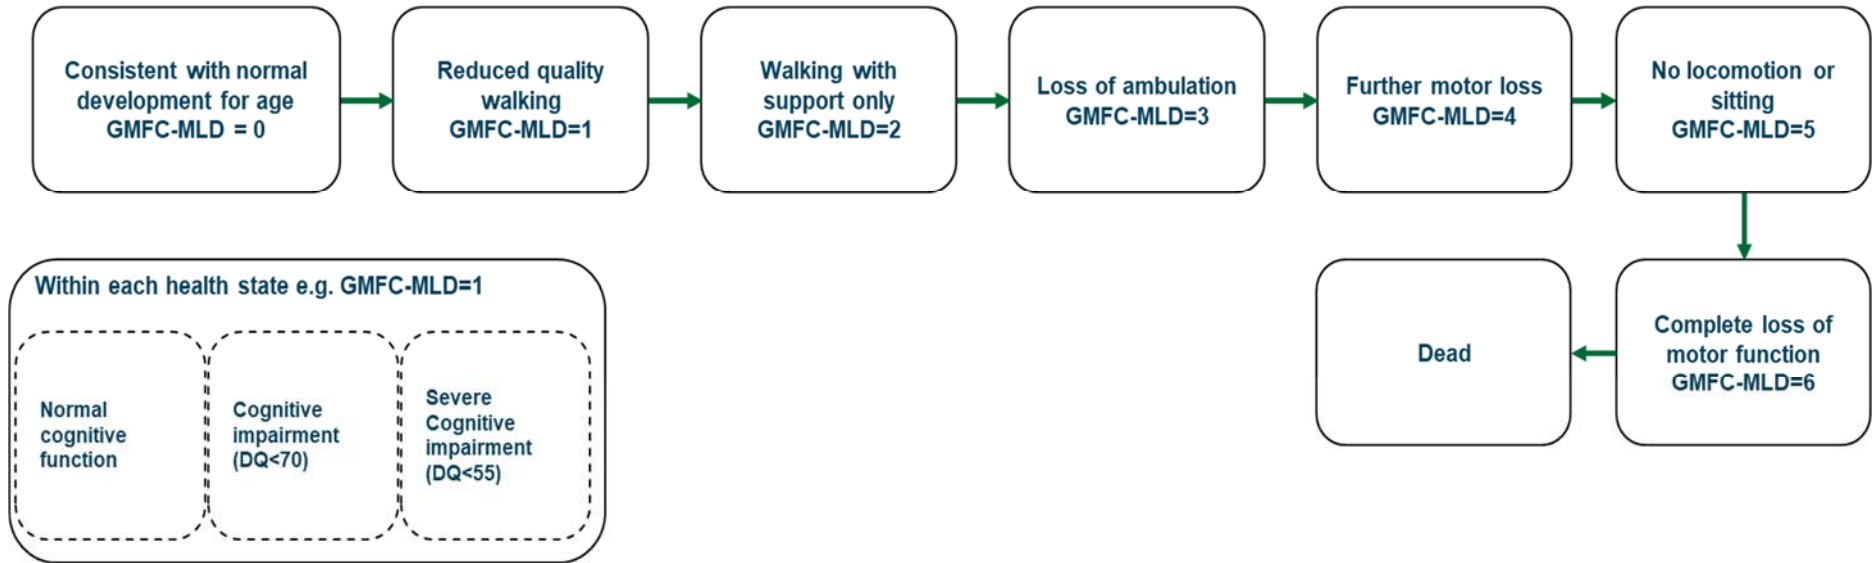 Consistent with normal
development for age
GMFC-MLD = 0
Reduced quality
walking
GMFC-MLD=1
Walking with
support only
GMFC-MLD=2
Loss of ambulation
GMFC-MLD=3
Further motor loss
GMFC-MLD=4
No locomotion or
sitting
GMFC-MLD=5
Within each health state e.g. GMFC-MLD=1
Normal
cognitive
function
Cognitive
impairment
(DQ<70)
Severe
Cognitive
impairment
(DQ<55)
Dead
Complete loss of
motor function
GMFC-MLD=6